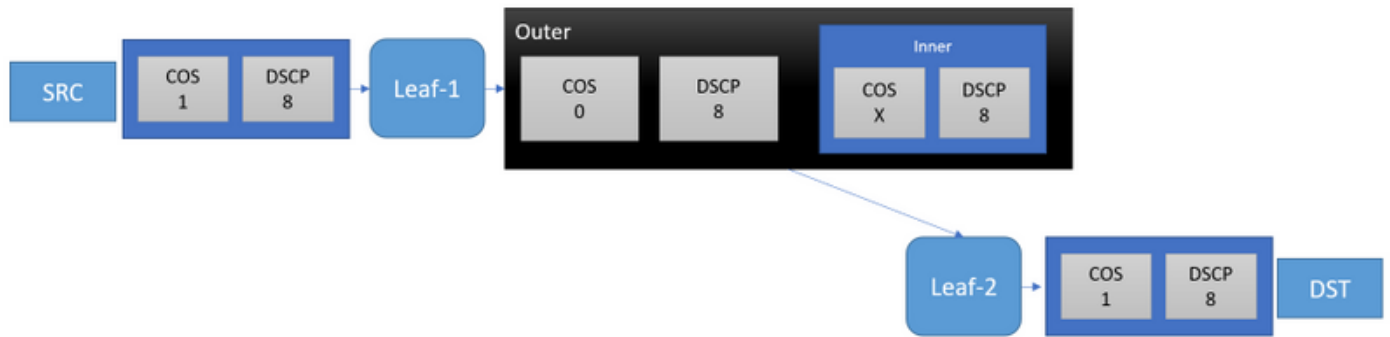 SRC
COS
1
DSCP
8
Leaf-1
Outer
COS
0
DSCP
8
Inner
COS
X
DSCP
8
Leaf-2
COS
1
DSCP
8
DST